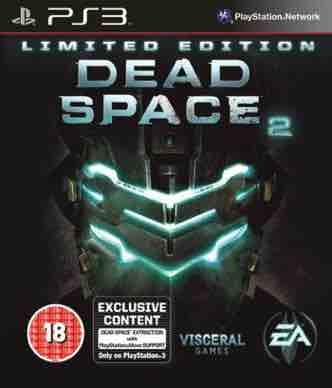 PS3
PlayStation®Network
LIMITED EDITION
DEAD
SPACE 2
EXCLUSIVE
CONTENT
DEAD SPACE™ EXTRACTION
with
PlayStation®Move SUPPORT
Only on PlayStation®3
18
VISCERAL
GAMES
EA